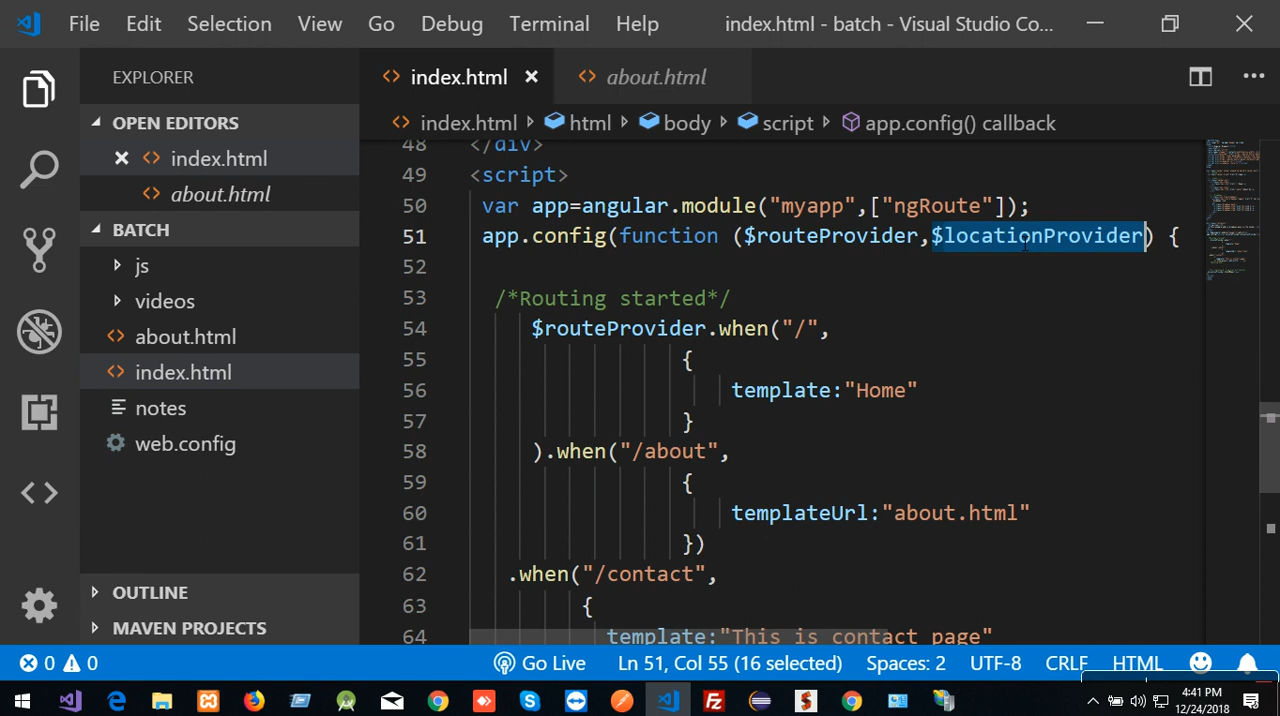 File Edit Selection View Go Debug Terminal Help index.html - batch - Visual Studio Co...
EXPLORER
OPEN EDITORS
index.html
about.html
BATCH
js
videos
about.html
index.html
notes
web.config
OUTLINE
MAVEN PROJECTS
index.html about.html
index.html html body script app.config() callback
48 </div>
49 <script>
50 var app=angular.module("myapp",["ngRoute"]);
51 app.config(function ($routeProvider,$locationProvider) {
52
53 /*Routing started*/
54 $routeProvider.when("/",
55 {
56 template:"Home"
57 }
58 ).when("/about",
59 {
60 templateUrl:"about.html"
61 })
62 .when("/contact",
63 {
64 template:"This is contact page"
0 0 Go Live Ln 51, Col 55 (16 selected) Spaces: 2 UTF-8 CRLF HTML
4:41 PM
12/24/2018